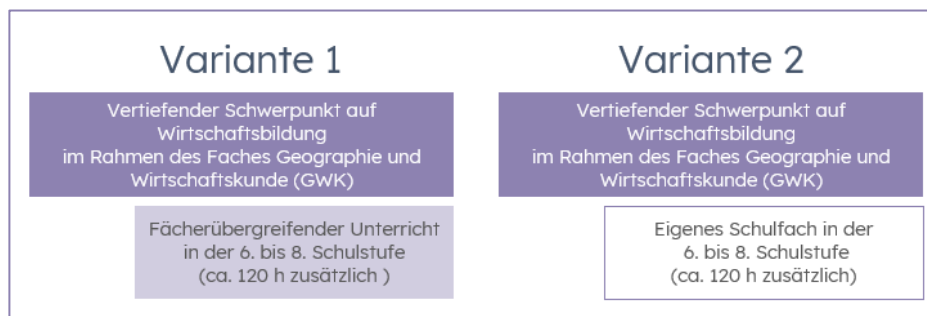 Variante 1
Vertiefender Schwerpunkt auf
Wirtschaftsbildung
im Rahmen des Faches Geographie und
Wirtschaftskunde (GWK)
Fächerübergreifender Unterricht
in der 6. bis 8. Schulstufe
(ca. 120 h zusätzlich )
Variante 2
Vertiefender Schwerpunkt auf
Wirtschaftsbildung
im Rahmen des Faches Geographie und
Wirtschaftskunde (GWK)
Eigenes Schulfach in der
6. bis 8. Schulstufe
(ca. 120 h zusätzlich)